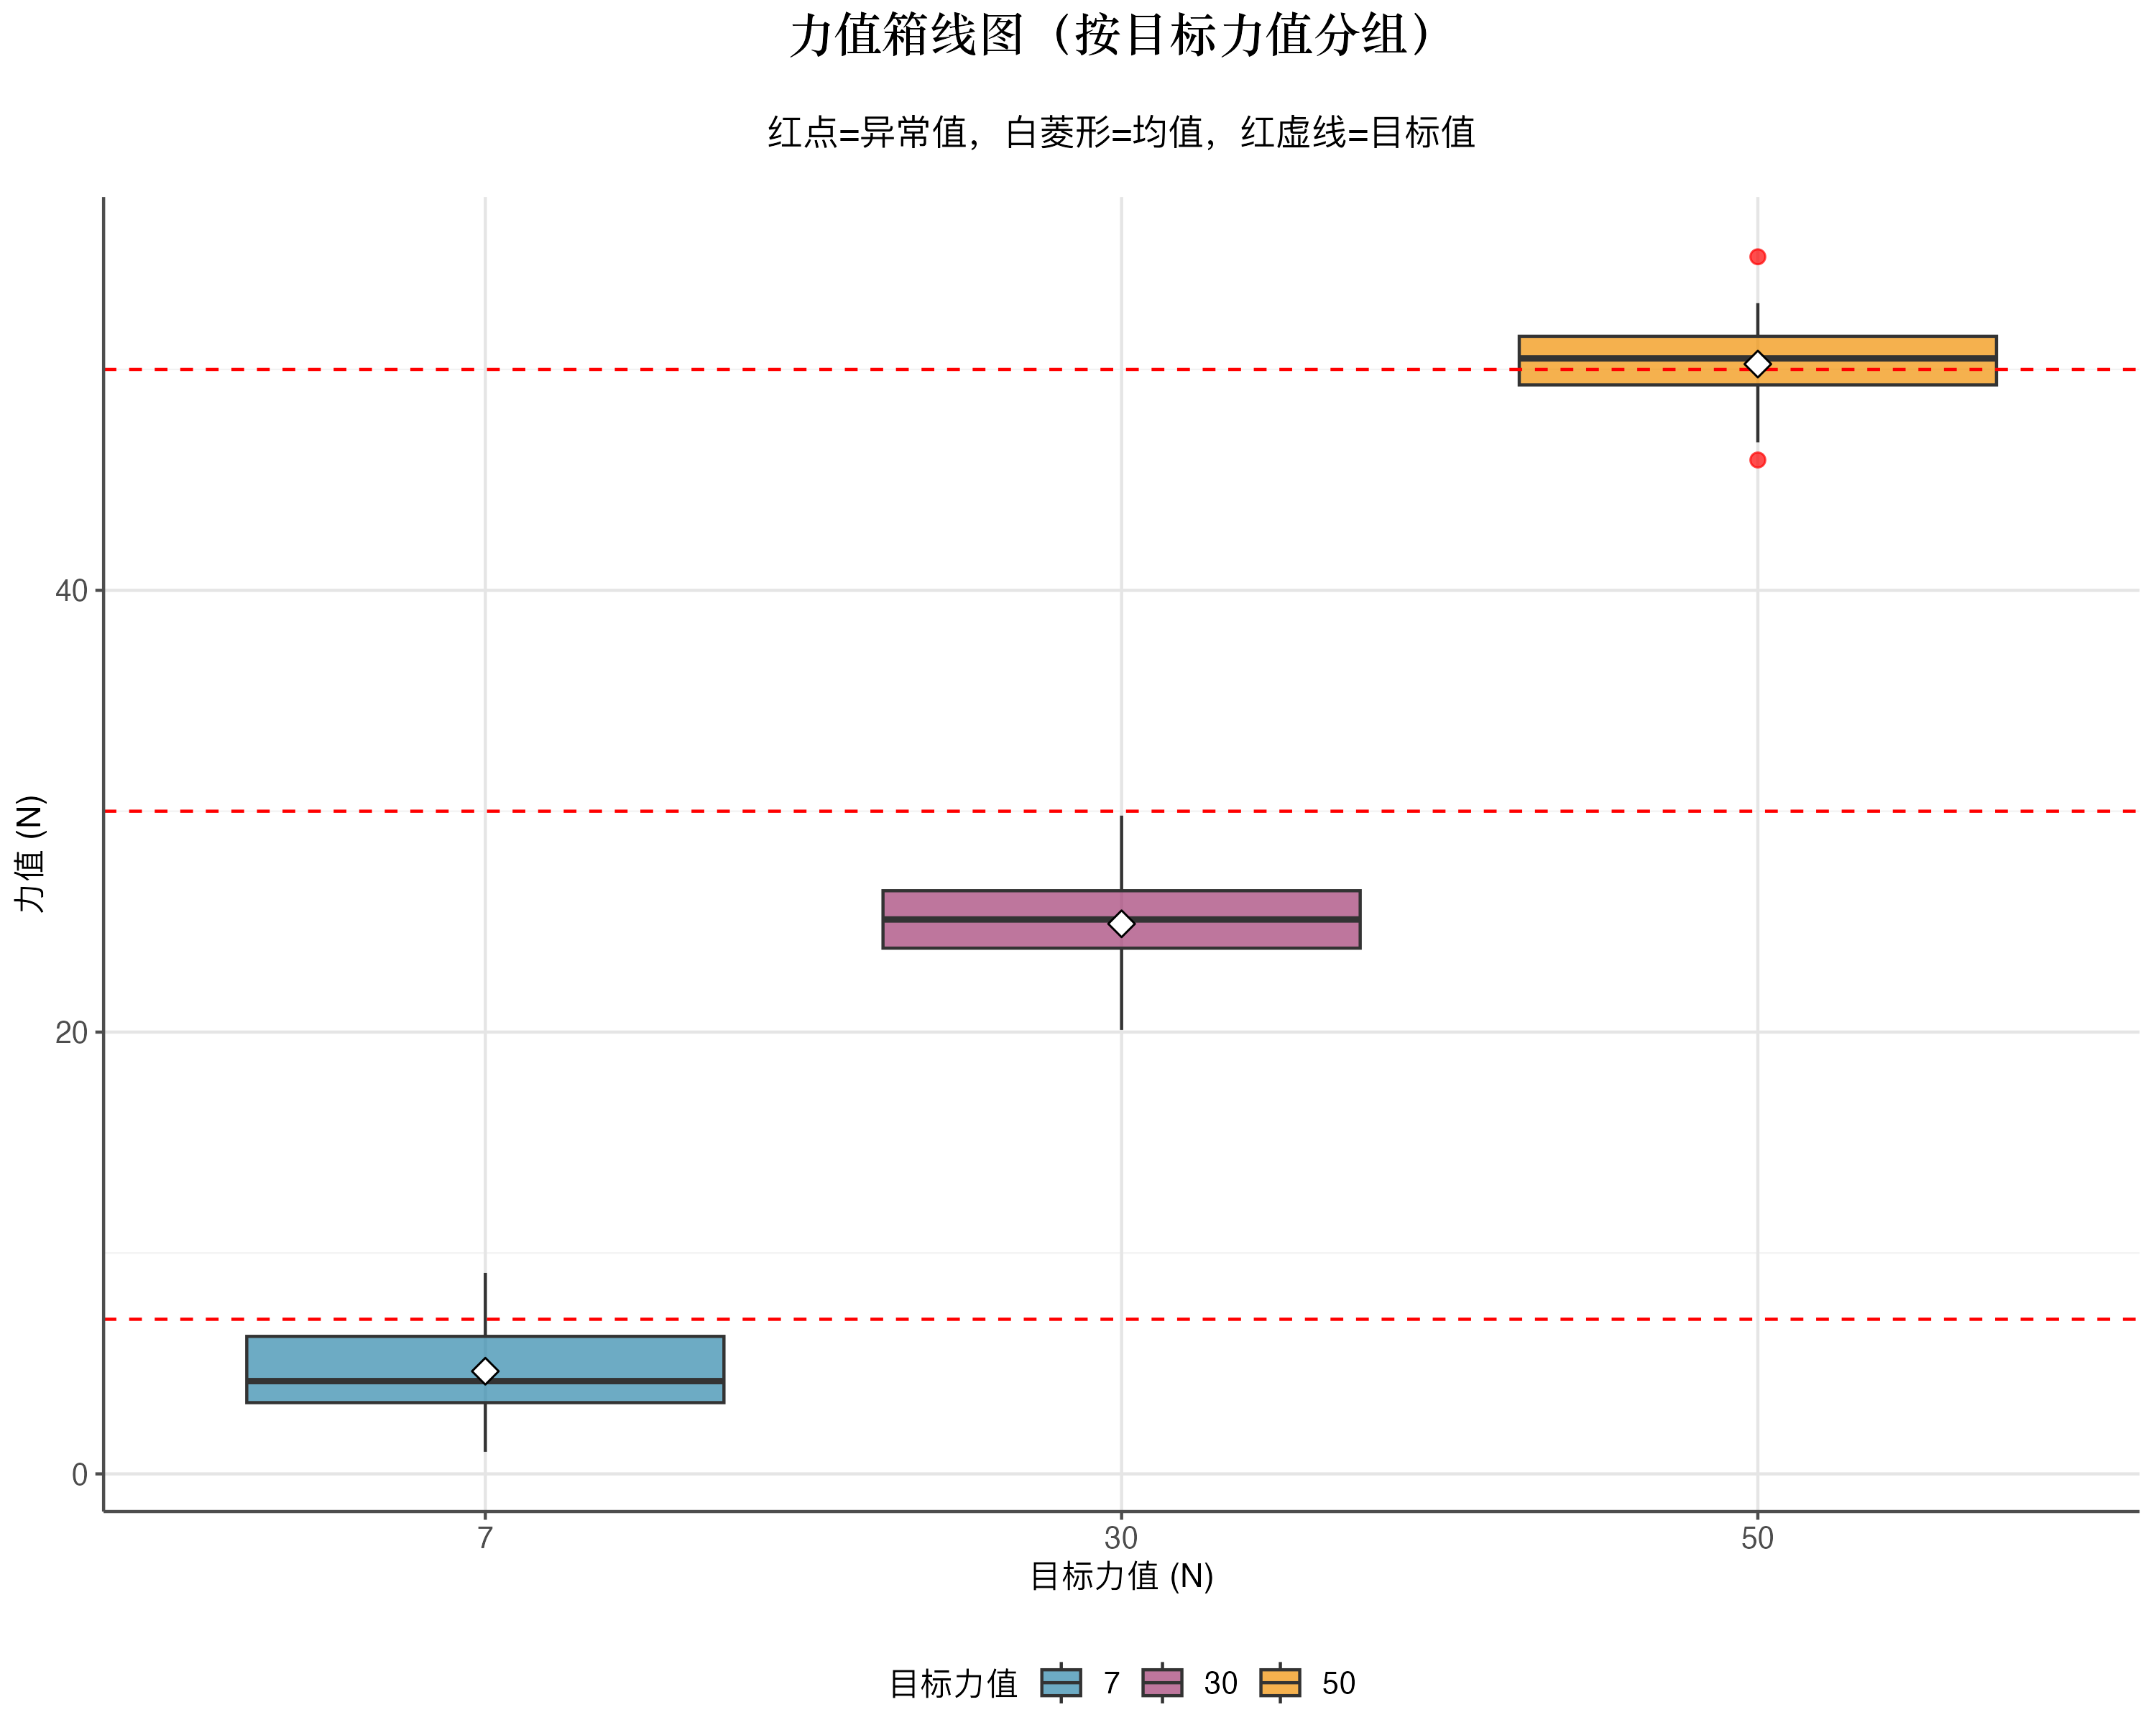 力值箱线图（按目标力值分组）
红点=异常值，白菱形=均值，红虚线=目标值
力值 (N)
40
20
0
7 30 50
目标力值 (N)
目标力值 7 30 50